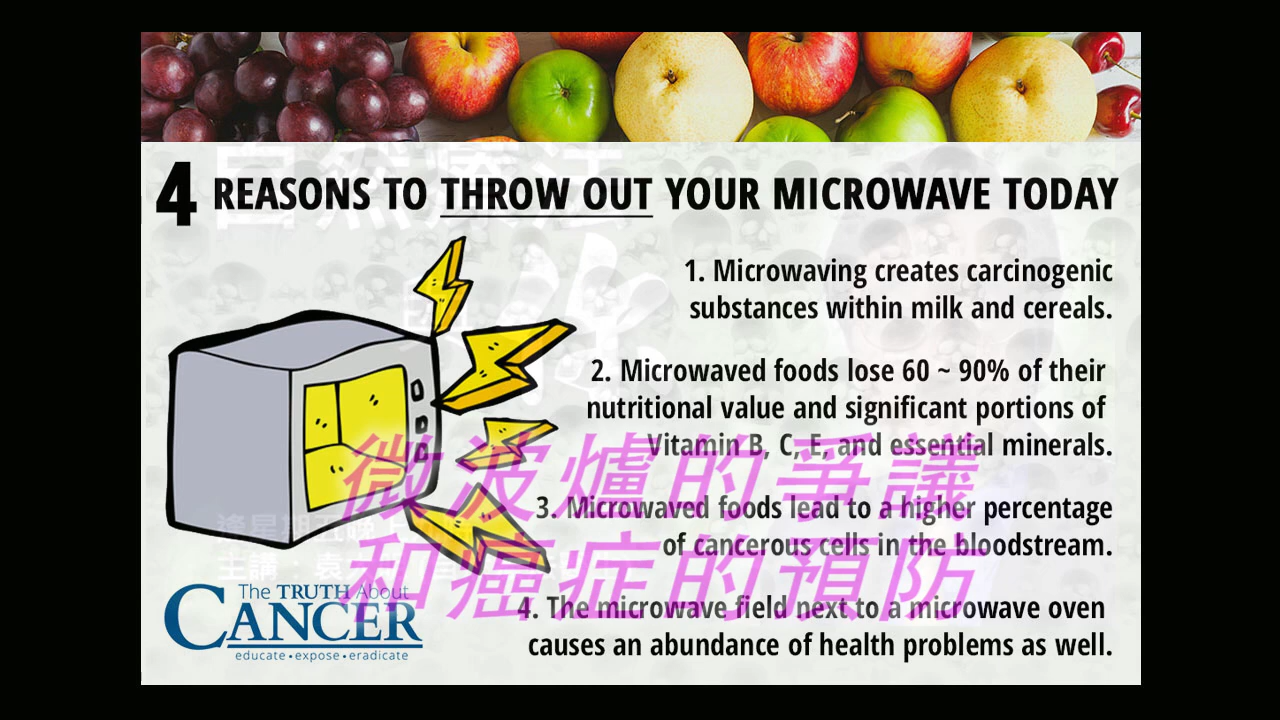 4 REASONS TO THROW OUT YOUR MICROWAVE TODAY
1. Microwaving creates carcinogenic
substances within milk and cereals.
2. Microwaved foods lose 60 ~ 90% of their
nutritional value and significant portions of
Vitamin B, C, E, and essential minerals.
3. Microwaved foods lead to a higher percentage
of cancerous cells in the bloodstream.
4. The microwave field next to a microwave oven
causes an abundance of health problems as well.
微波爐的爭議
和癌症的預防
The TRUTH About
CANCER
educate • expose • eradicate
自然療法